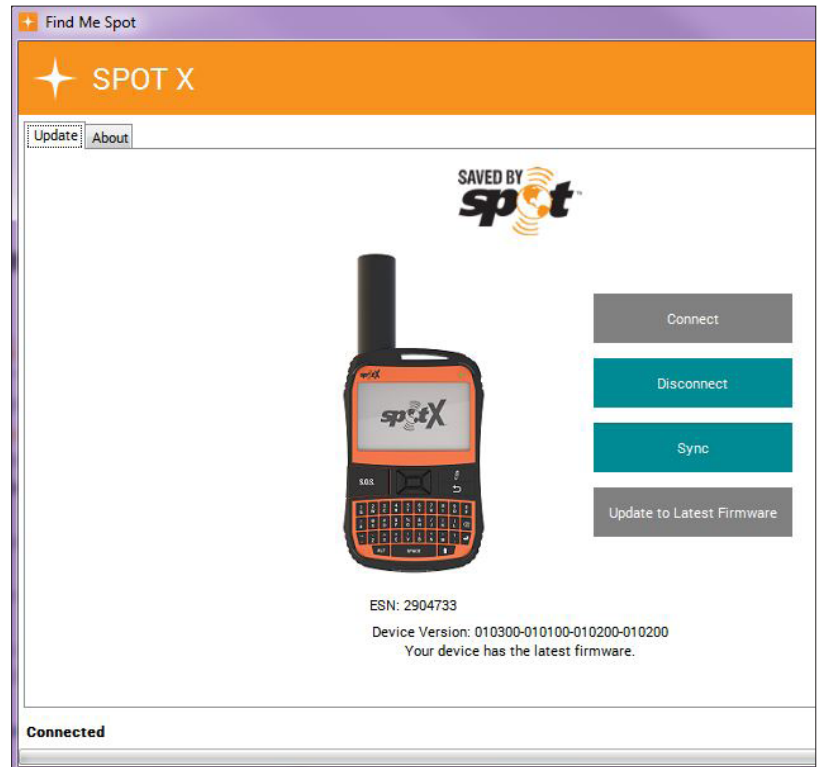 Find Me Spot
SPOT X
Update
About
SAVED BY
spot
Connect
spotX
Disconnect
spotX
Sync
S.O.S.
Update to Latest Firmware
ALT
SPACE
ESN: 2904733
Device Version: 010300-010100-010200-010200
Your device has the latest firmware.
Connected